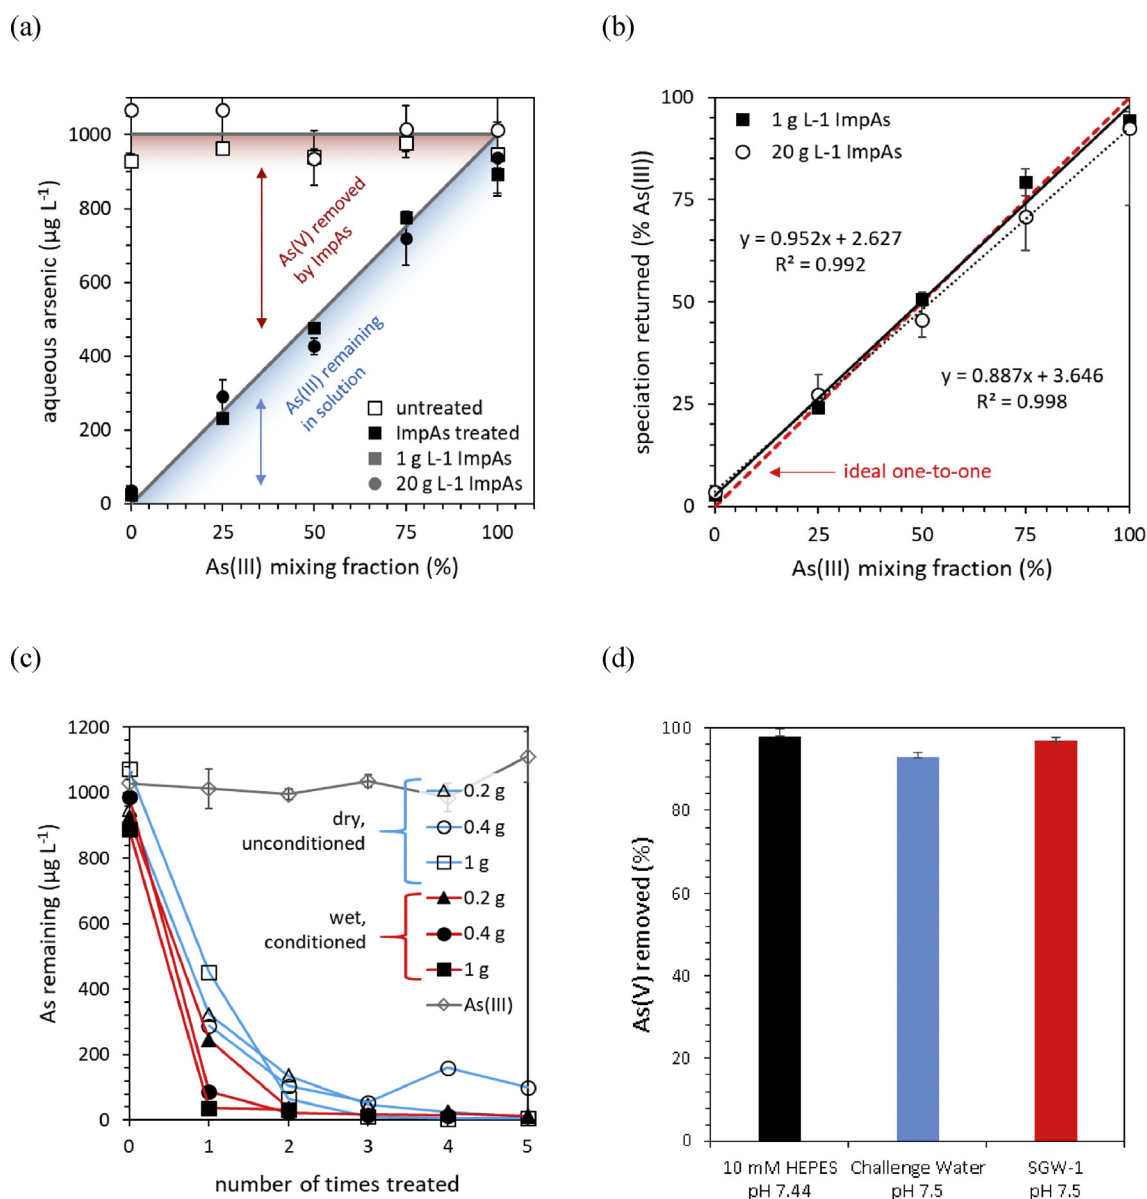 (a)
aqueous arsenic (µg L⁻¹)
1000
800
600
400
200
0
0
25
50
75
100
As(III) mixing fraction (%)
As(V) removed
by ImpAs
As(III) remaining
in solution
untreated
ImpAs treated
1 g L-1 ImpAs
20 g L-1 ImpAs
(b)
speciation returned (% As(III))
100
75
50
25
0
0
25
50
75
100
As(III) mixing fraction (%)
1 g L-1 ImpAs
20 g L-1 ImpAs
y = 0.952x + 2.627
R² = 0.992
y = 0.887x + 3.646
R² = 0.998
ideal one-to-one
(c)
As remaining (µg L⁻¹)
1200
1000
800
600
400
200
0
0
1
2
3
4
5
number of times treated
dry,
unconditioned
0.2 g
0.4 g
1 g
wet,
conditioned
0.2 g
0.4 g
1 g
As(III)
(d)
As(V) removed (%)
100
80
60
40
20
0
10 mM HEPES
pH 7.44
Challenge Water
pH 7.5
SGW-1
pH 7.5